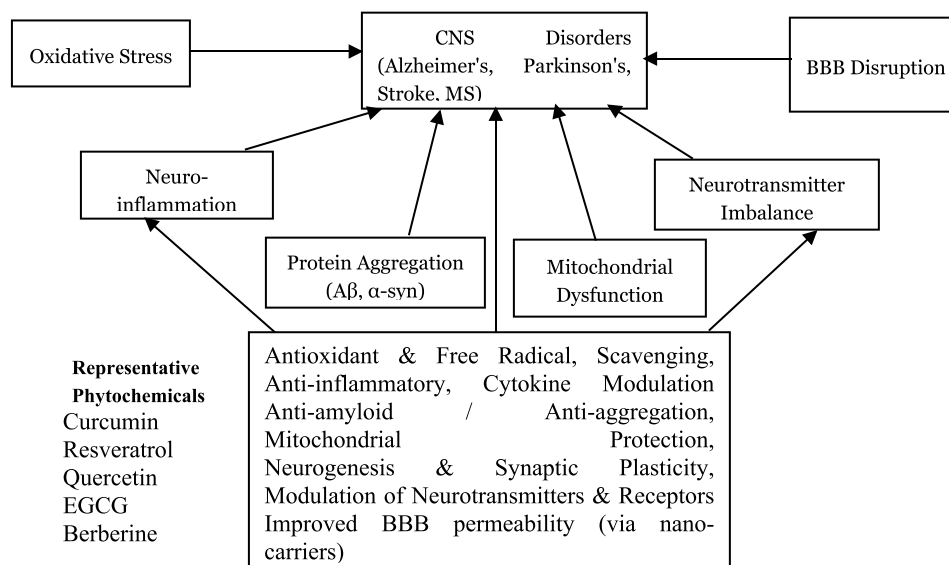 Oxidative Stress
CNS Disorders
(Alzheimer's, Parkinson's,
Stroke, MS)
BBB Disruption
Neuro-
inflammation
Neurotransmitter
Imbalance
Protein Aggregation
(Aβ, α-syn)
Mitochondrial
Dysfunction
Representative
Phytochemicals
Curcumin
Resveratrol
Quercetin
EGCG
Berberine
Antioxidant & Free Radical, Scavenging,
Anti-inflammatory, Cytokine Modulation
Anti-amyloid / Anti-aggregation,
Mitochondrial Protection,
Neurogenesis & Synaptic Plasticity,
Modulation of Neurotransmitters & Receptors
Improved BBB permeability (via nano-
carriers)